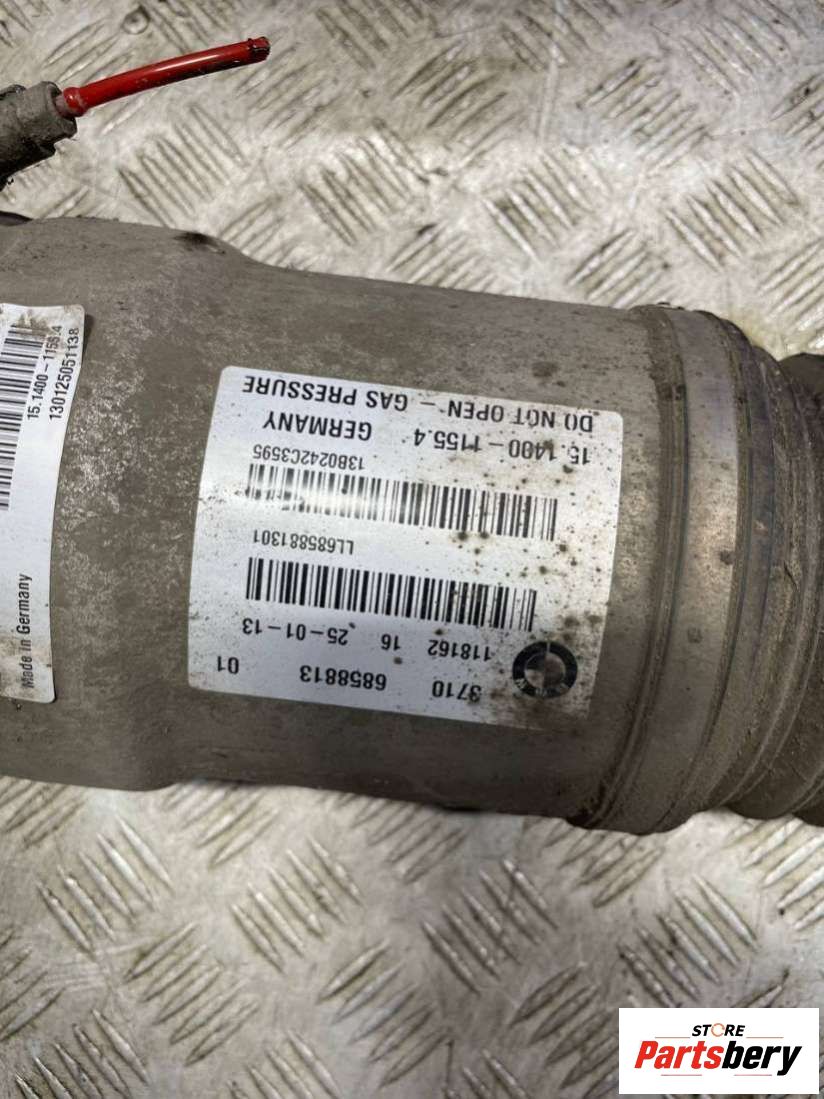 15.1400-1155.4
130125051138
Made in Germany
3710 6858813 01
118162 16 25-01-13
LL685881301
13B0242C3595
15.1400-1155.4 GERMANY
DO NOT OPEN - GAS PRESSURE
STORE
Partsbery